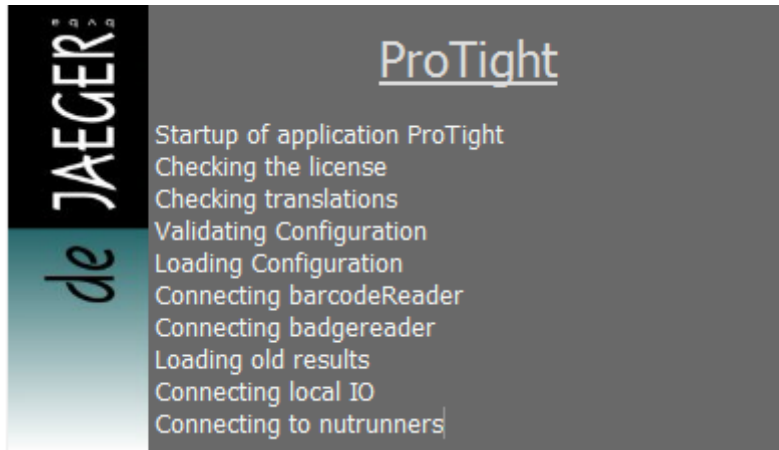 de JAEGER:
ProTight
Startup of application ProTight
Checking the license
Checking translations
Validating Configuration
Loading Configuration
Connecting barcodeReader
Connecting badgereader
Loading old results
Connecting local IO
Connecting to nutrunners